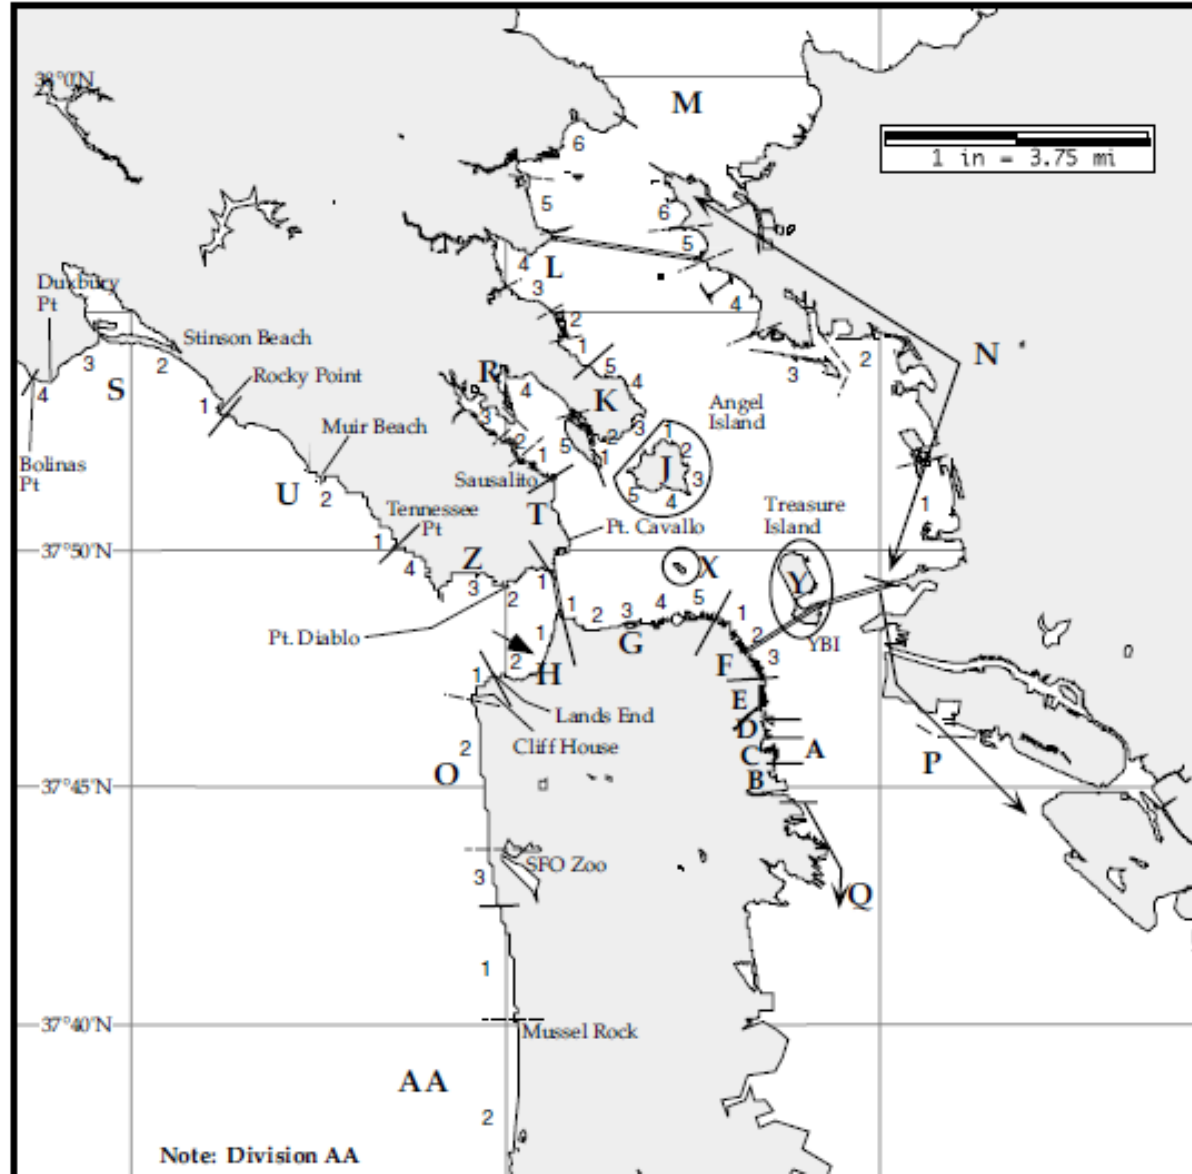 38°0'N
M
1 in = 3.75 mi
6
5
6
5
4
L
3
4
Duxbury
Pt
2
1
Stinson Beach
3
2
S
4
Rocky Point
1
N
2
3
R
4
5
4
K
3
2
1
5
3
2
1
Angel
Island
1
2
3
4
5
J
Muir Beach
Bolinas
Pt
U
2
Sausalito
Tennessee
Pt
T
Pt. Cavallo
Treasure
Island
1
37°50'N
1
4
Z
3
2
1
X
Y
YBI
Pt. Diablo
1
2
3
4
5
G
1
2
3
F
1
2
H
1
Lands End
Cliff House
E
D
C
B
A
P
2
O
37°45'N
SFO Zoo
3
Q
1
37°40'N
Mussel Rock
AA
2
Note: Division AA